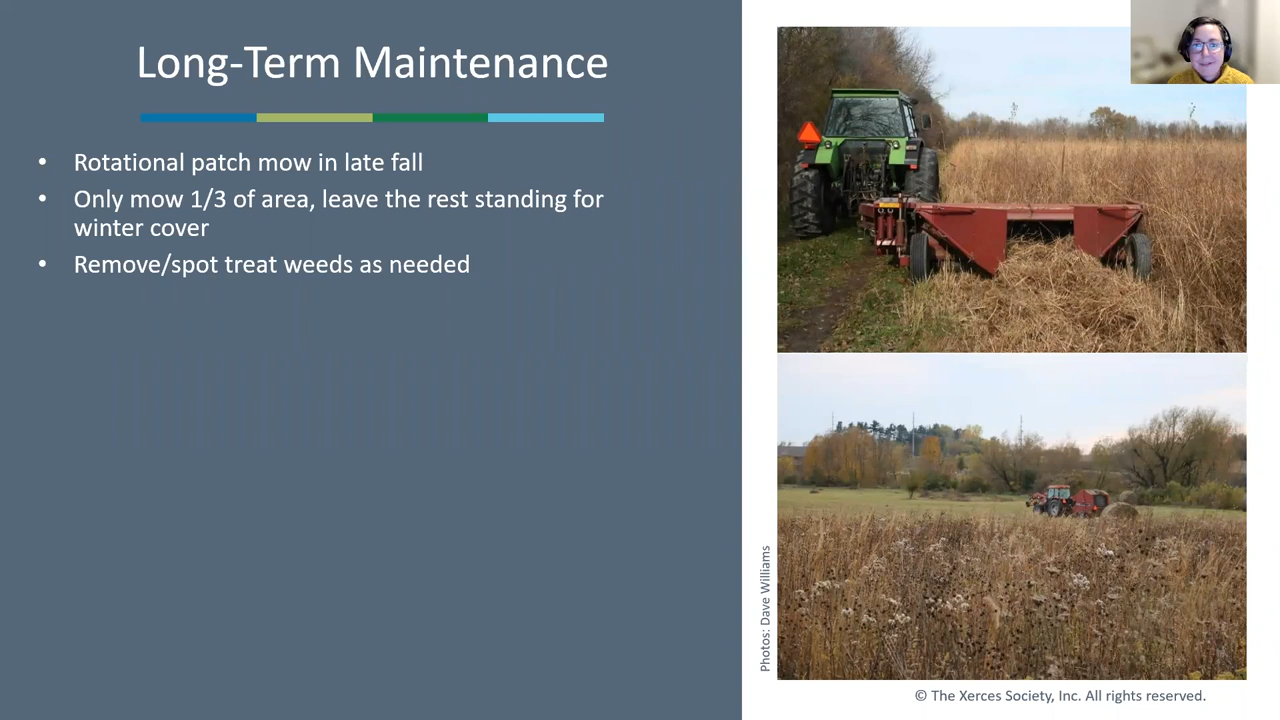 Long-Term Maintenance
• Rotational patch mow in late fall
• Only mow 1/3 of area, leave the rest standing for
winter cover
• Remove/spot treat weeds as needed
Photos: Dave Williams
© The Xerces Society, Inc. All rights reserved.